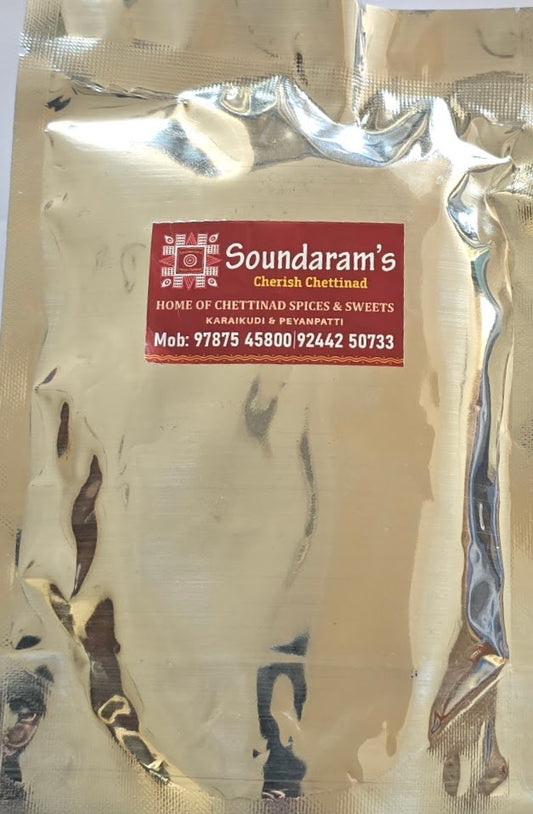 Soundaram's
Cherish Chettinad
HOME OF CHETTINAD SPICES & SWEETS
KARAIKUDI & PEYANPATTI
Mob: 97875 45800|92442 50733